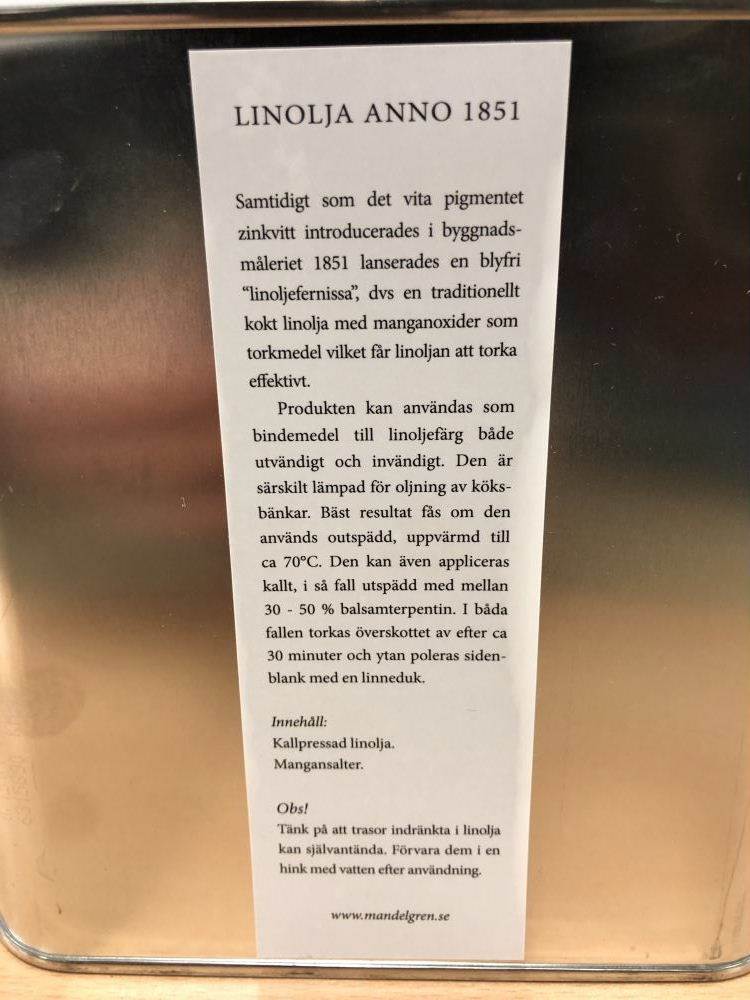 LINOLJA ANNO 1851
Samtidigt som det vita pigmentet
zinkvitt introducerades i byggnads-
måleriet 1851 lanserades en blyfri
“linoljefernissa”, dvs en traditionellt
kokt linolja med manganoxider som
torkmedel vilket får linoljan att torka
effektivt.
Produkten kan användas som
bindemedel till linoljefärg både
utvändigt och invändigt. Den är
särskilt lämpad för oljning av köks-
bänkar. Bäst resultat fås om den
används outspädd, uppvärmd till
ca 70°C. Den kan även appliceras
kallt, i så fall utspädd med mellan
30 - 50 % balsamterpentin. I båda
fallen torkas överskottet av efter ca
30 minuter och ytan poleras siden-
blank med en linneduk.
Innehåll:
Kallpressad linolja.
Mangansalter.
Obs!
Tänk på att trasor indränkta i linolja
kan självantända. Förvara dem i en
hink med vatten efter användning.
www.mandelgren.se